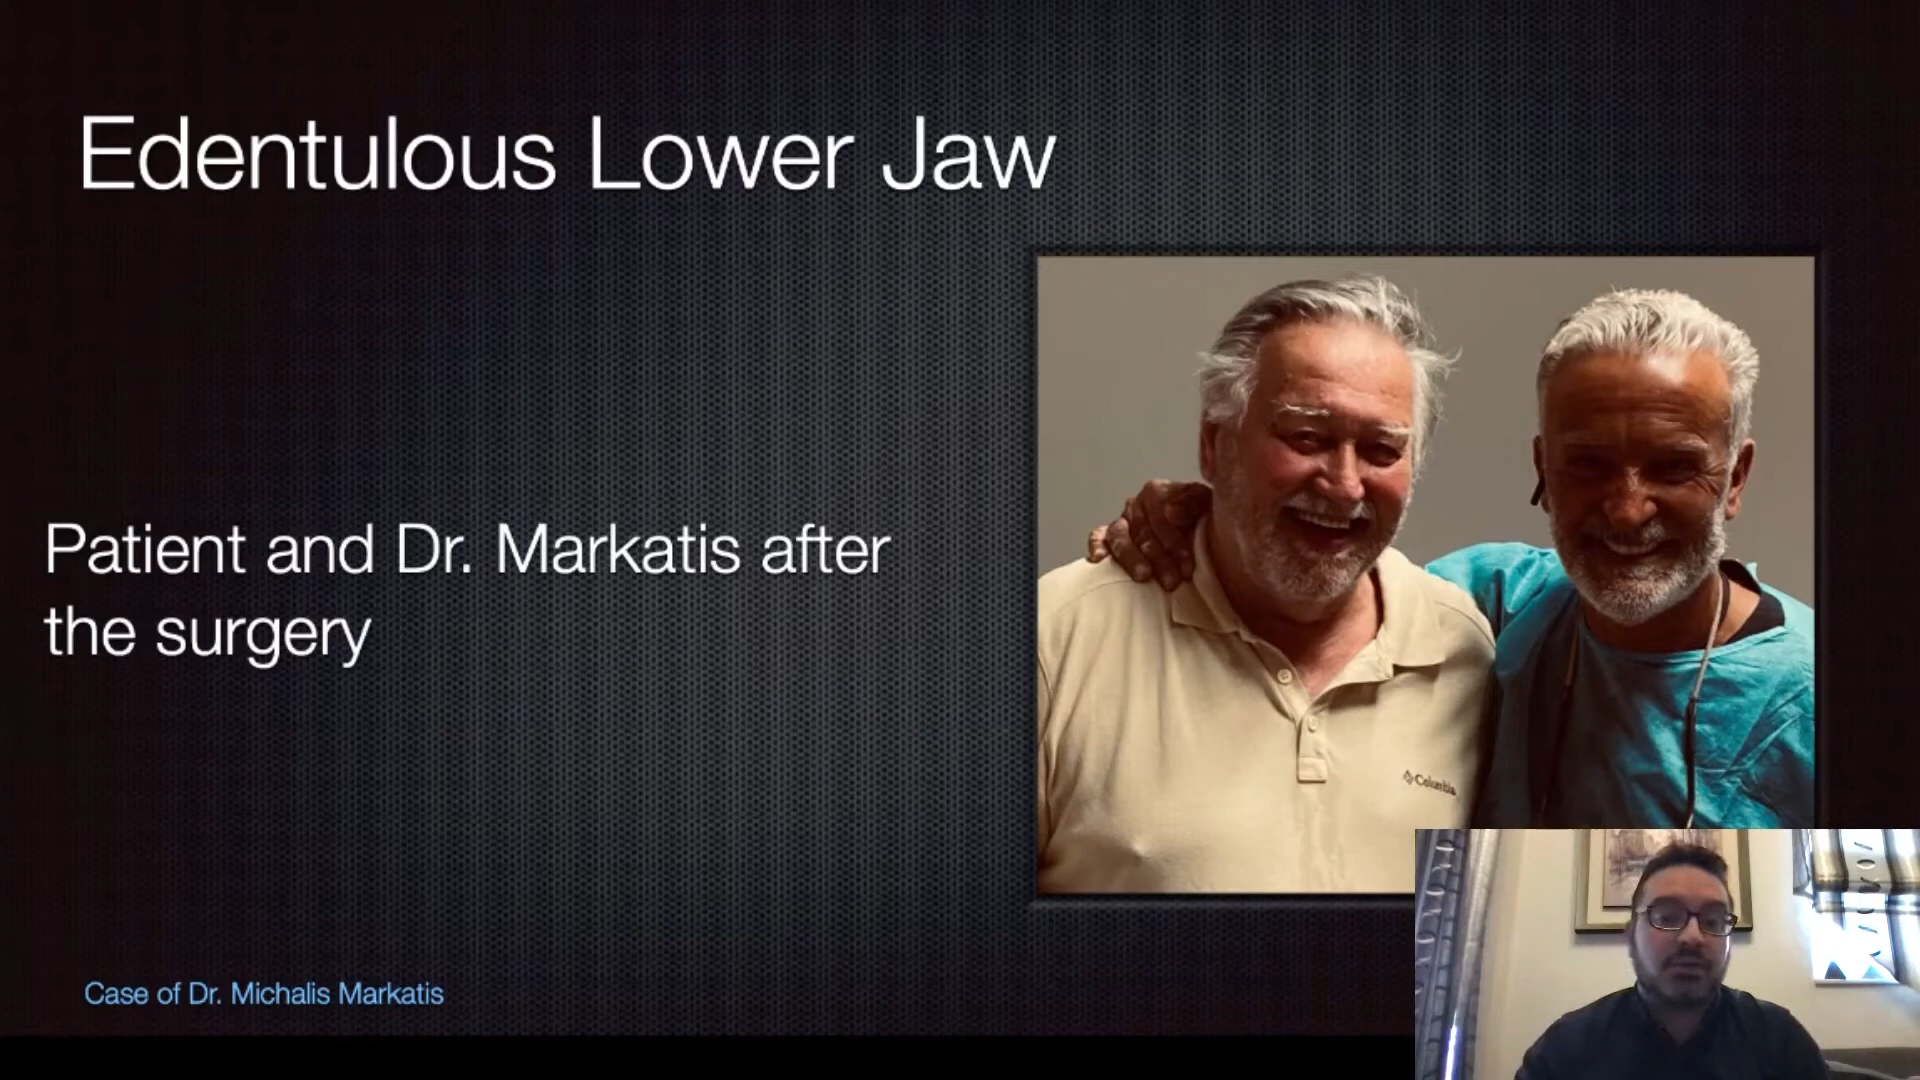 Edentulous Lower Jaw
Patient and Dr. Markatis after
the surgery
Columbia
Case of Dr. Michalis Markatis